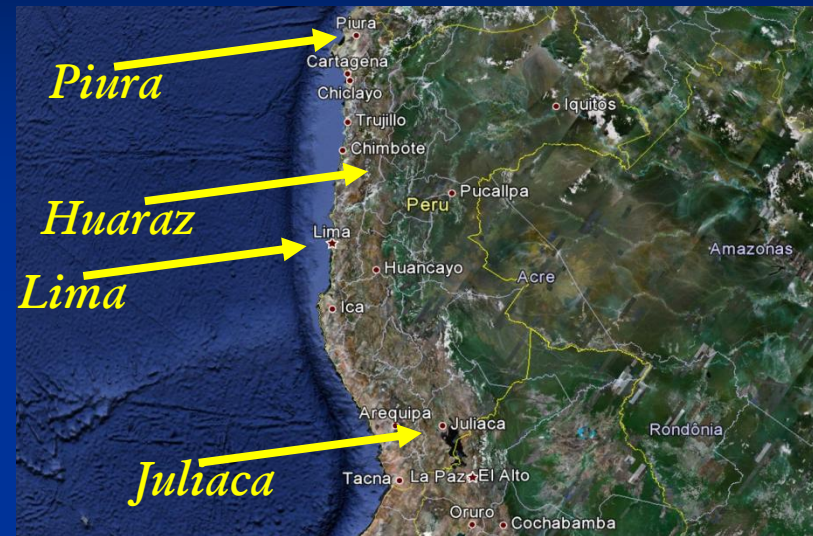 Piura
Piura
Cartagena
Chiclayo
Iquitos
Trujillo
Chimbote
Huaraz
Pucallpa
Peru
Lima
Lima
Amazonas
Huancayo
Acre
Ica
Arequipa
Juliaca
Rondônia
Juliaca
Tacna
La Paz
El Alto
Oruro
Cochabamba